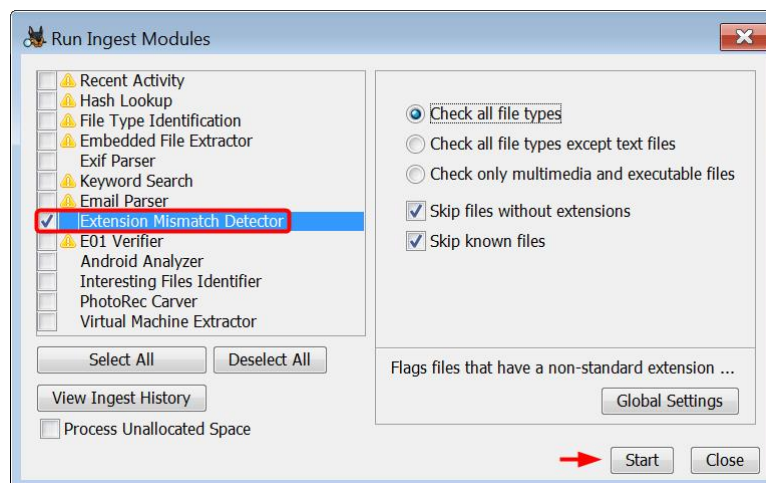 Run Ingest Modules
Recent Activity
Hash Lookup
File Type Identification
Embedded File Extractor
Exif Parser
Keyword Search
Email Parser
Extension Mismatch Detector
E01 Verifier
Android Analyzer
Interesting Files Identifier
PhotoRec Carver
Virtual Machine Extractor
Select All
Deselect All
View Ingest History
Process Unallocated Space
Check all file types
Check all file types except text files
Check only multimedia and executable files
Skip files without extensions
Skip known files
Flags files that have a non-standard extension ...
Global Settings
Start
Close